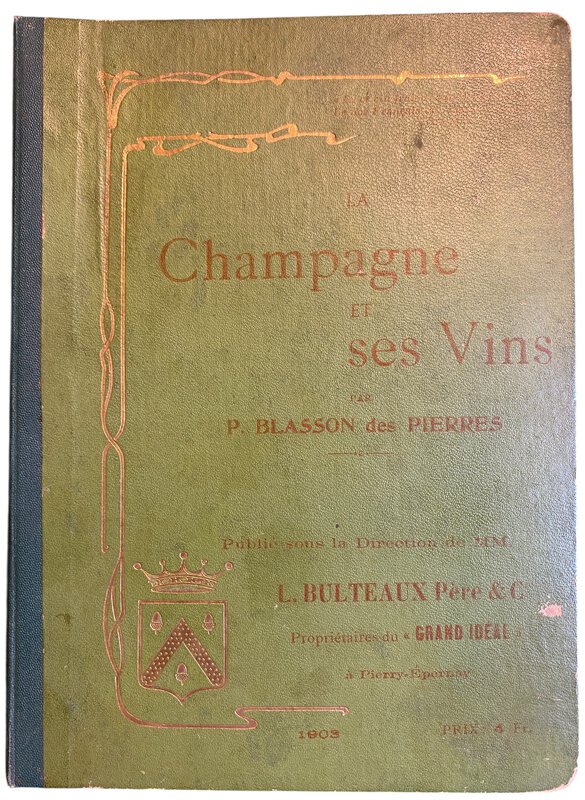 LA
Champagne
ET
ses Vins
PAR
P. BLASSON des PIERRES
Publié sous la Direction de MM.
L. BULTEAUX Père & C
Propriétaires du « GRAND IDÉAL »
à Pierry-Épernay
1903
PRIX: 4 Fr.